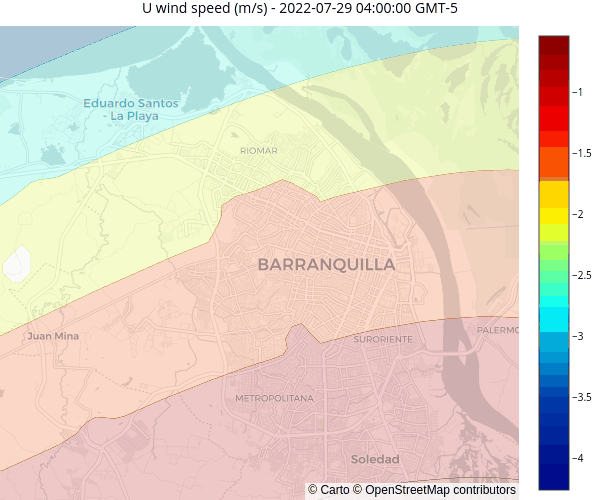 U wind speed (m/s) - 2022-07-29 04:00:00 GMT-5
Eduardo Santos
- La Playa
RIOMAR
BARRANQUILLA
Juan Mina
SURORIENTE
PALERMO
METROPOLITANA
Soledad
© Carto © OpenStreetMap contributors
−1
−1.5
−2
−2.5
−3
−3.5
−4